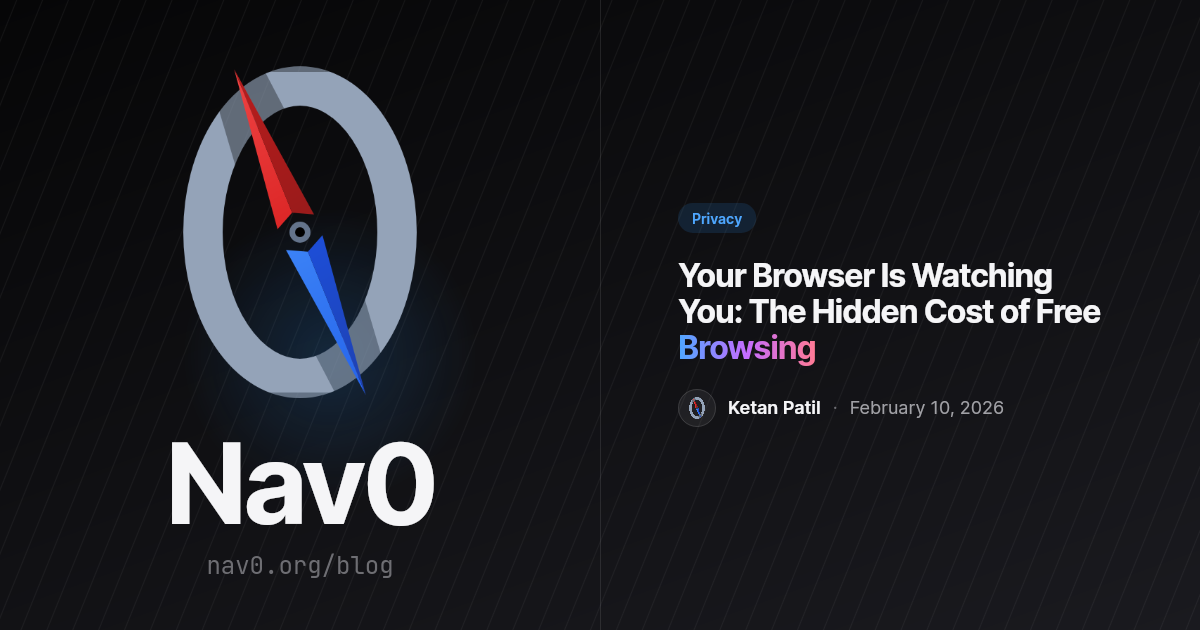 Nav0
nav0.org/blog
Privacy
Your Browser Is Watching
You: The Hidden Cost of Free
Browsing
Ketan Patil · February 10, 2026